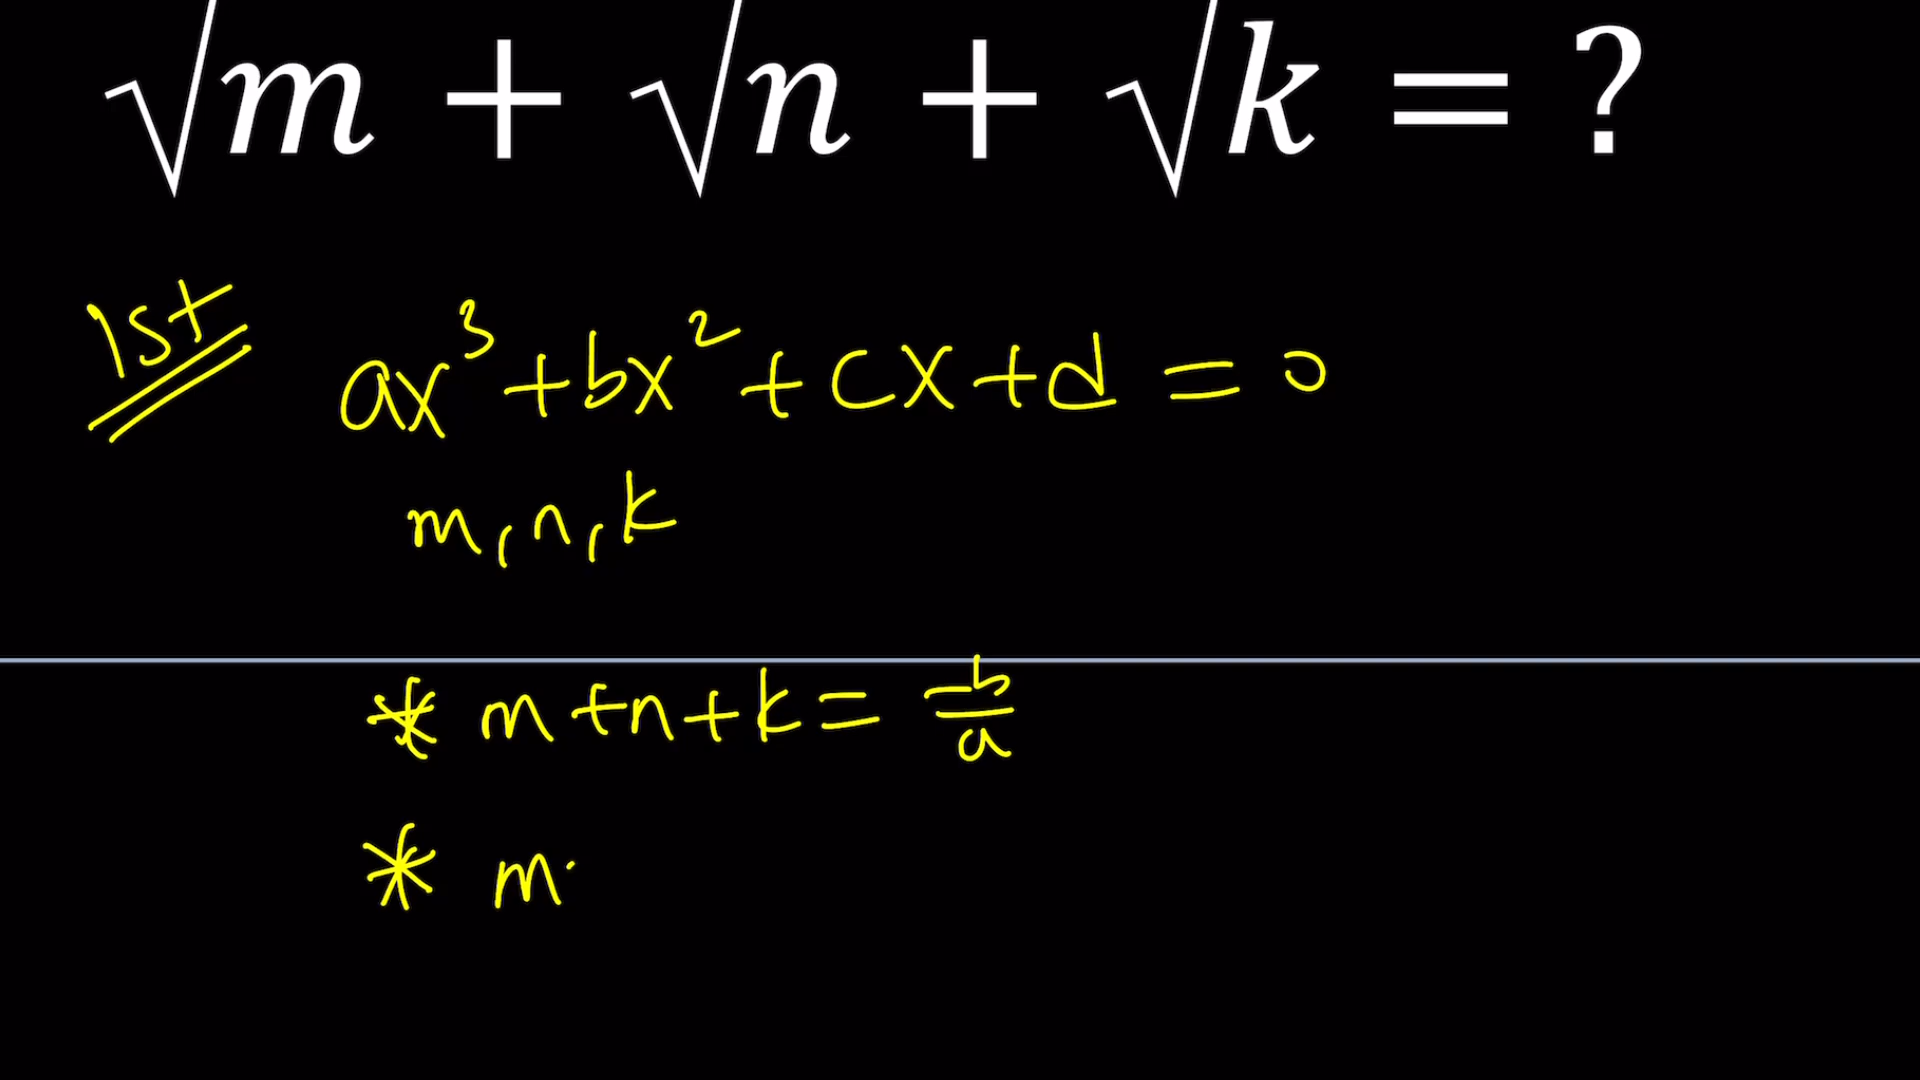 √m + √n + √k = ?
1st ax³ + bx² + cx + d = 0
m, n, k
* m + n + k = -b/a
* m·